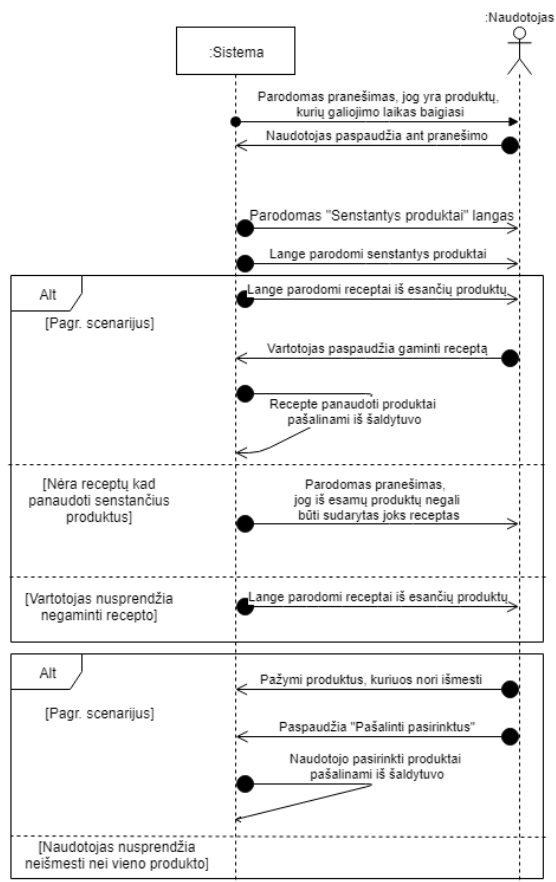 :Naudotojas
:Sistema
Parodomas pranešimas, jog yra produktų,
kurių galiojimo laikas baigiasi
Naudotojas paspaudžia ant pranešimo
Parodomas "Senstantys produktai" langas
Lange parodomi senstantys produktai
Alt
Lange parodomi receptai iš esančių produktų
[Pagr. scenarijus]
Vartotojas paspaudžia gaminti receptą
Recepte panaudoti produktai
pašalinami iš šaldytuvo
[Nėra receptų kad
panaudoti senstančius
produktus]
Parodomas pranešimas,
jog iš esamų produktų negali
būti sudarytas joks receptas
[Vartotojas nusprendžia
negaminti recepto]
Lange parodomi receptai iš esančių produktų
Alt
Pažymi produktus, kuriuos nori išmesti
[Pagr. scenarijus]
Paspaudžia "Pašalinti pasirinktus"
Naudotojo pasirinkti produktai
pašalinami iš šaldytuvo
[Naudotojas nusprendžia
neišmesti nei vieno produkto]